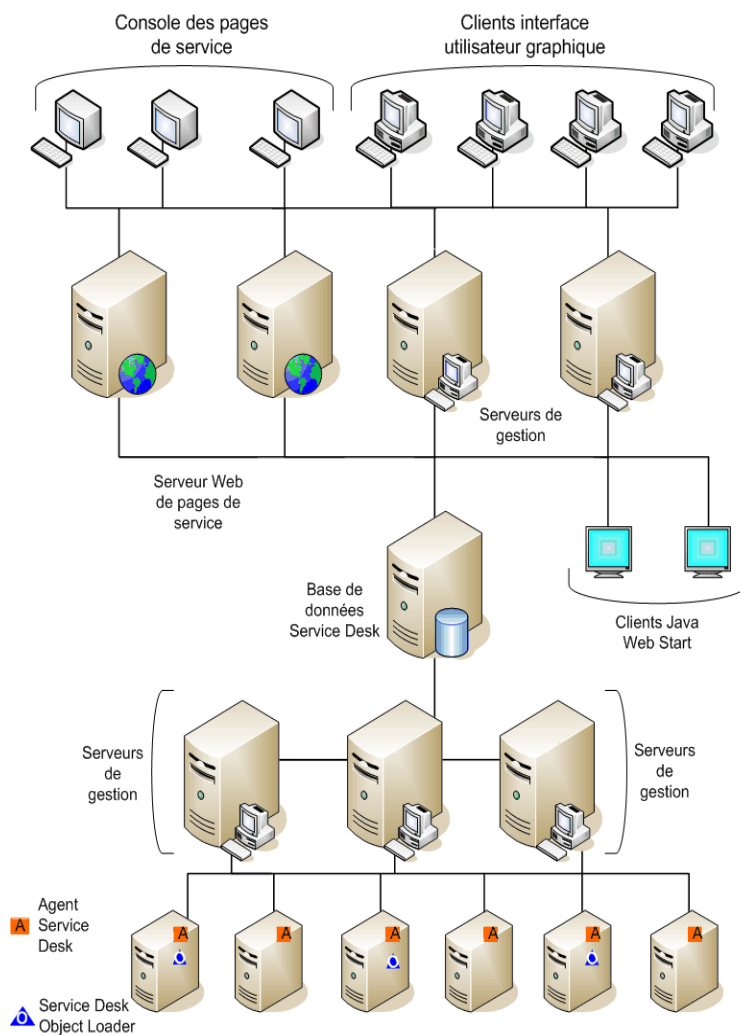 Console des pages
de service
Clients interface
utilisateur graphique
Serveurs de
gestion
Serveur Web
de pages de
service
Base de
données
Service Desk
Clients Java
Web Start
Serveurs
de
gestion
Serveurs
de
gestion
A
Agent
Service
Desk
A
A
A
A
A
A
O
O
O
O
Service Desk
Object Loader